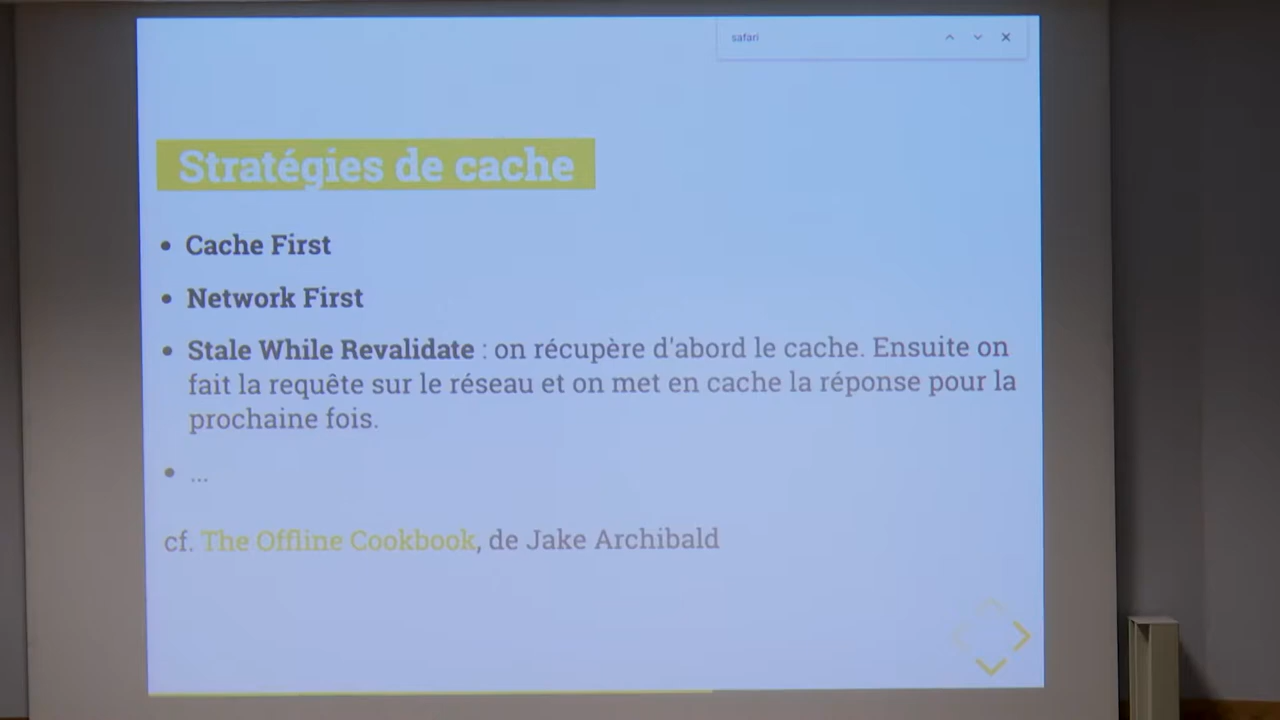 safari
Stratégies de cache
• Cache First
• Network First
• Stale While Revalidate : on récupère d'abord le cache. Ensuite on
fait la requête sur le réseau et on met en cache la réponse pour la
prochaine fois.
• ...
cf. The Offline Cookbook, de Jake Archibald